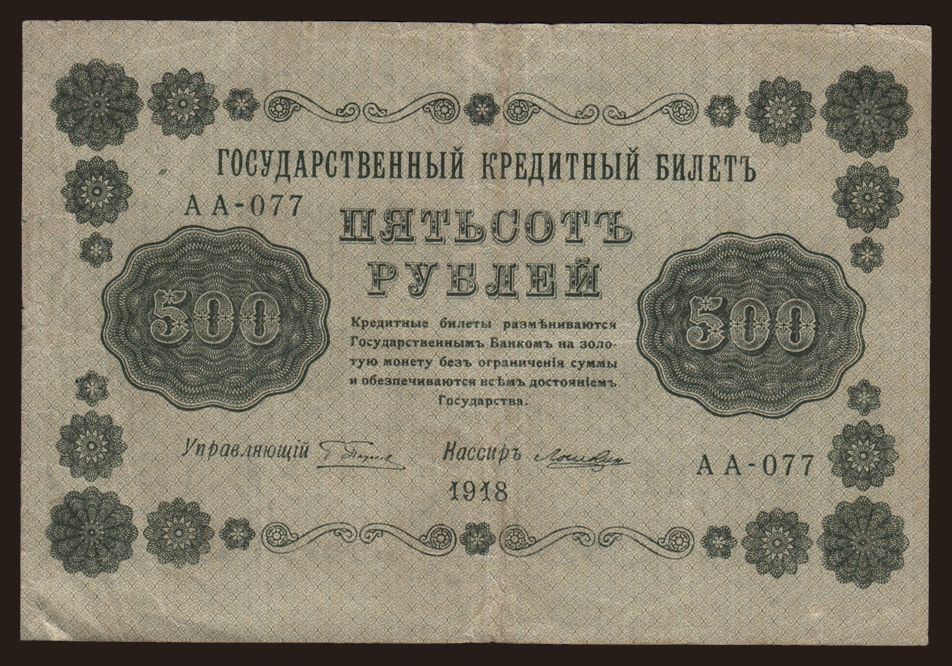 ГОСУДАРСТВЕННЫЙ КРЕДИТНЫЙ БИЛЕТЪ
АА-077
ПЯТЬСОТЪ
РУБЛЕЙ
500
500
Кредитные билеты размѣниваются
Государственнымъ Банкомъ на золо-
тую монету безъ ограниченія суммы
и обезпечиваются всѣмъ достояніемъ
Государства.
Управляющій
Кассиръ
АА-077
1918